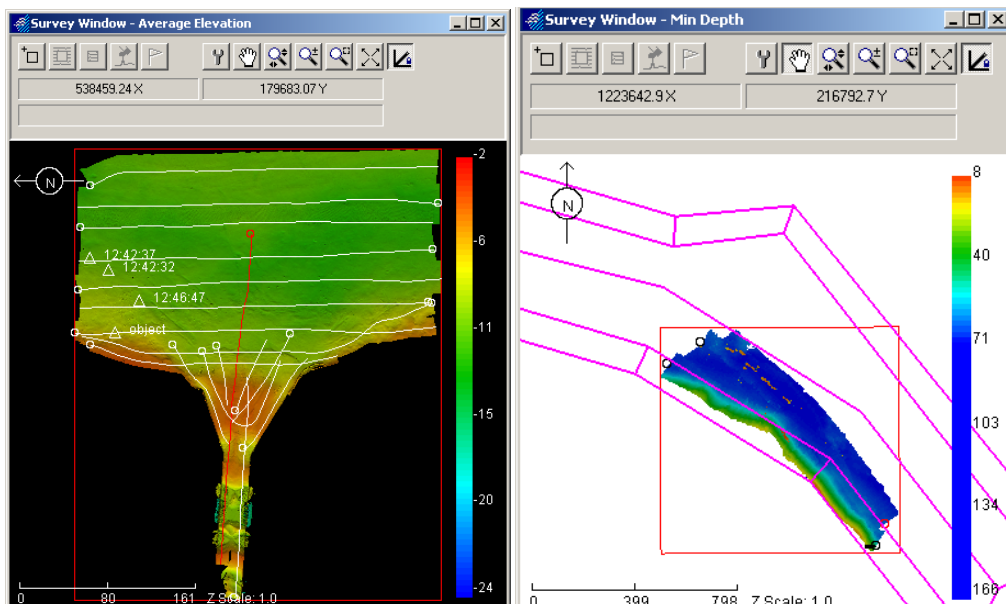 Survey Window - Average Elevation
538459.24 X
179683.07 Y
N
12:42:37
12:42:32
12:46:47
object
-2
-6
-11
-15
-20
-24
0
80
161
Z Scale: 1.0
Survey Window - Min Depth
1223642.9 X
216792.7 Y
N
8
40
71
103
134
166
0
399
798
Z Scale: 1.0